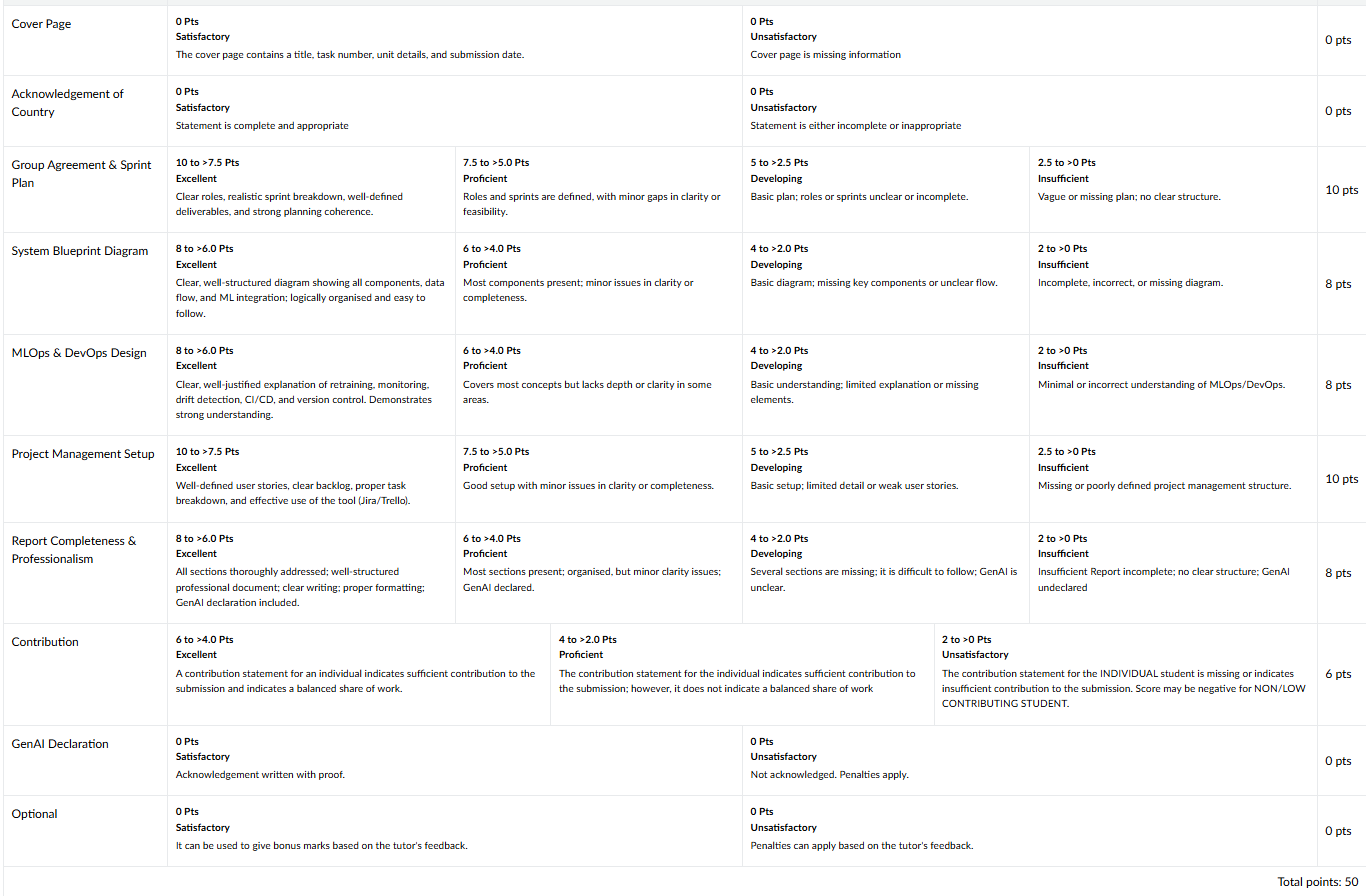 Cover Page
0 Pts
Satisfactory
The cover page contains a title, task number, unit details, and submission date.
0 Pts
Unsatisfactory
Cover page is missing information
0 pts
Acknowledgement of
Country
0 Pts
Satisfactory
Statement is complete and appropriate
0 Pts
Unsatisfactory
Statement is either incomplete or inappropriate
0 pts
Group Agreement & Sprint
Plan
10 to >7.5 Pts
Excellent
Clear roles, realistic sprint breakdown, well-defined
deliverables, and strong planning coherence.
7.5 to >5.0 Pts
Proficient
Roles and sprints are defined, with minor gaps in clarity or
feasibility.
5 to >2.5 Pts
Developing
Basic plan; roles or sprints unclear or incomplete.
2.5 to >0 Pts
Insufficient
Vague or missing plan; no clear structure.
10 pts
System Blueprint Diagram
8 to >6.0 Pts
Excellent
Clear, well-structured diagram showing all components, data
flow, and ML integration; logically organised and easy to
follow.
6 to >4.0 Pts
Proficient
Most components present; minor issues in clarity or
completeness.
4 to >2.0 Pts
Developing
Basic diagram; missing key components or unclear flow.
2 to >0 Pts
Insufficient
Incomplete, incorrect, or missing diagram.
8 pts
MLOps & DevOps Design
8 to >6.0 Pts
Excellent
Clear, well-justified explanation of retraining, monitoring,
drift detection, CI/CD, and version control. Demonstrates
strong understanding.
6 to >4.0 Pts
Proficient
Covers most concepts but lacks depth or clarity in some
areas.
4 to >2.0 Pts
Developing
Basic understanding; limited explanation or missing
elements.
2 to >0 Pts
Insufficient
Minimal or incorrect understanding of MLOps/DevOps.
8 pts
Project Management Setup
10 to >7.5 Pts
Excellent
Well-defined user stories, clear backlog, proper task
breakdown, and effective use of the tool (Jira/Trello).
7.5 to >5.0 Pts
Proficient
Good setup with minor issues in clarity or completeness.
5 to >2.5 Pts
Developing
Basic setup; limited detail or weak user stories.
2.5 to >0 Pts
Insufficient
Missing or poorly defined project management structure.
10 pts
Report Completeness &
Professionalism
8 to >6.0 Pts
Excellent
All sections thoroughly addressed; well-structured
professional document; clear writing; proper formatting;
GenAI declaration included.
6 to >4.0 Pts
Proficient
Most sections present; organised, but minor clarity issues;
GenAI declared.
4 to >2.0 Pts
Developing
Several sections are missing; it is difficult to follow; GenAI is
unclear.
2 to >0 Pts
Insufficient
Insufficient Report incomplete; no clear structure; GenAI
undeclared
8 pts
Contribution
6 to >4.0 Pts
Excellent
A contribution statement for an individual indicates sufficient contribution to the
submission and indicates a balanced share of work.
4 to >2.0 Pts
Proficient
The contribution statement for the individual indicates sufficient contribution to
the submission; however, it does not indicate a balanced share of work
2 to >0 Pts
Unsatisfactory
The contribution statement for the INDIVIDUAL student is missing or indicates
insufficient contribution to the submission. Score may be negative for NON/LOW
CONTRIBUTING STUDENT.
6 pts
GenAI Declaration
0 Pts
Satisfactory
Acknowledgement written with proof.
0 Pts
Unsatisfactory
Not acknowledged. Penalties apply.
0 pts
Optional
0 Pts
Satisfactory
It can be used to give bonus marks based on the tutor's feedback.
0 Pts
Unsatisfactory
Penalties can apply based on the tutor's feedback.
0 pts
Total points: 50